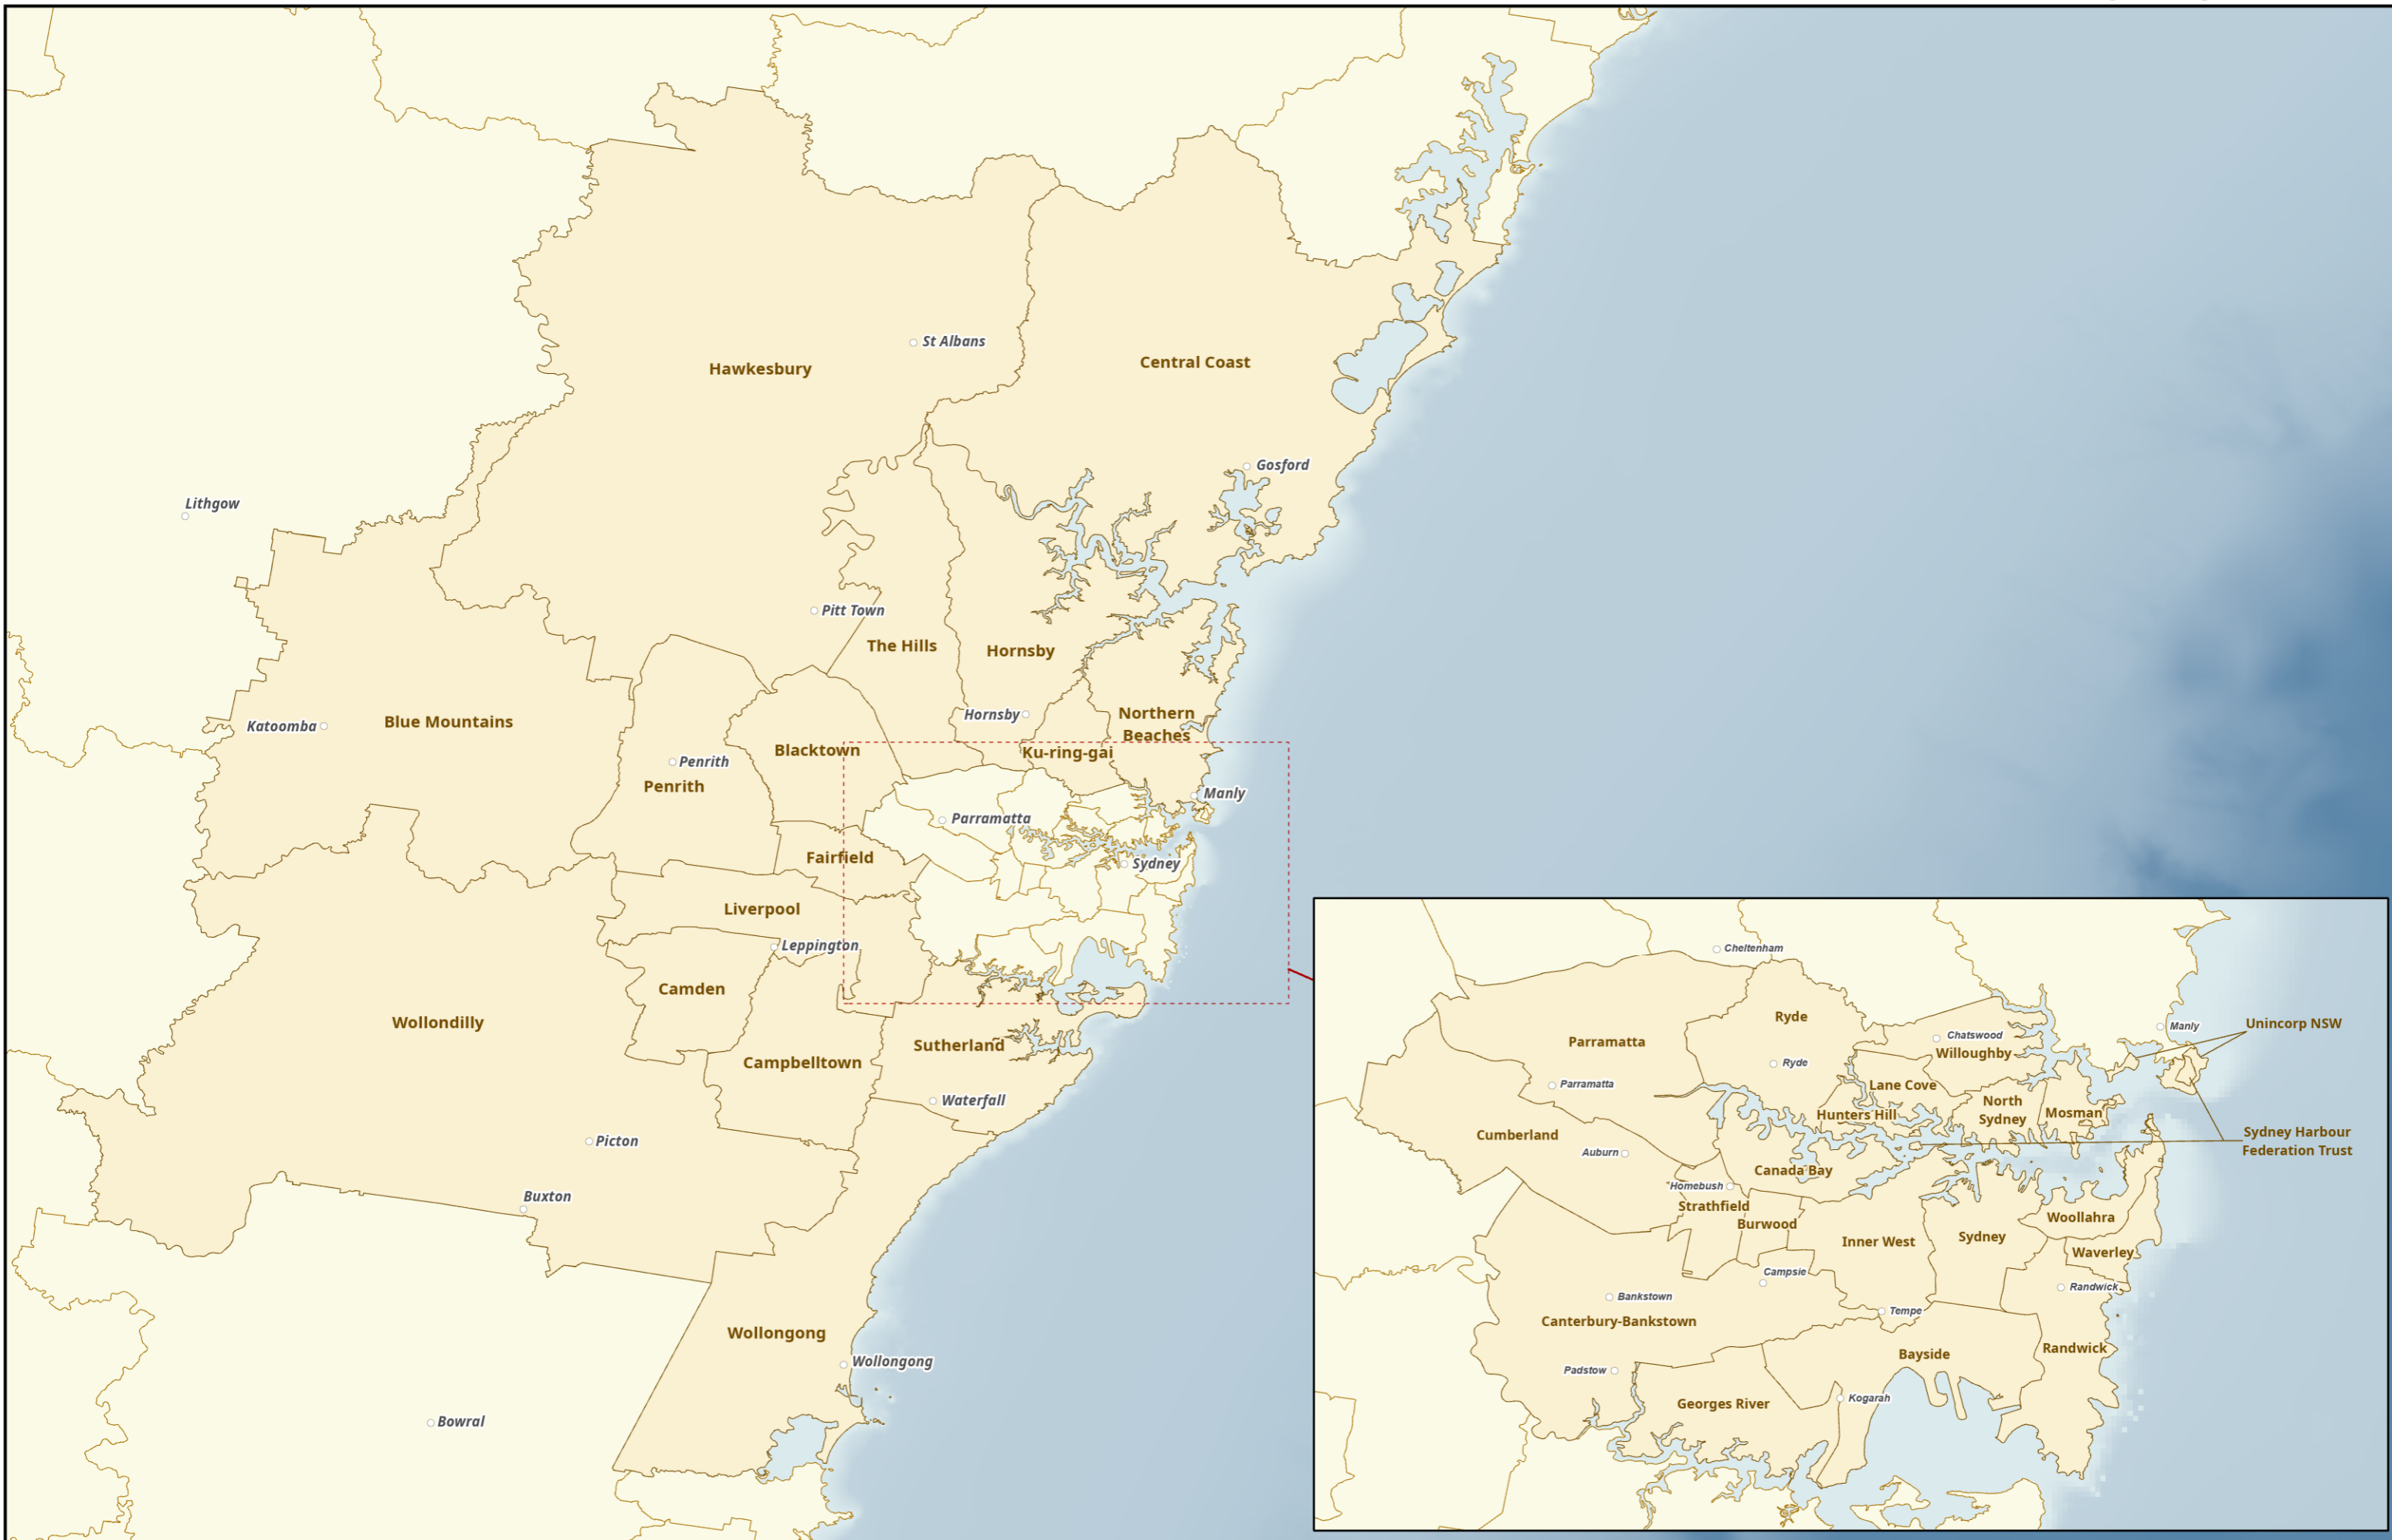 St Albans
Central Coast
Hawkesbury
Gosford
Lithgow
Pitt Town
The Hills
Hornsby
Hornsby
Northern
Beaches
Katoomba
Blue Mountains
Blacktown
Ku-ring-gai
Penrith
Penrith
Manly
Parramatta
Fairfield
Sydney
Liverpool
Leppington
Camden
Wollondilly
Sutherland
Campbelltown
Waterfall
Picton
Buxton
Wollongong
Wollongong
Bowral
Cheltenham
Ryde
Unincorp NSW
Manly
Chatswood
Parramatta
Willoughby
Ryde
Parramatta
Lane Cove
North
Sydney
Hunters Hill
Mosman
Cumberland
Sydney Harbour
Federation Trust
Auburn
Canada Bay
Homebush
Strathfield
Burwood
Woollahra
Inner West
Sydney
Waverley
Campsie
Randwick
Bankstown
Tempe
Canterbury-Bankstown
Randwick
Bayside
Padstow
Kogarah
Georges River